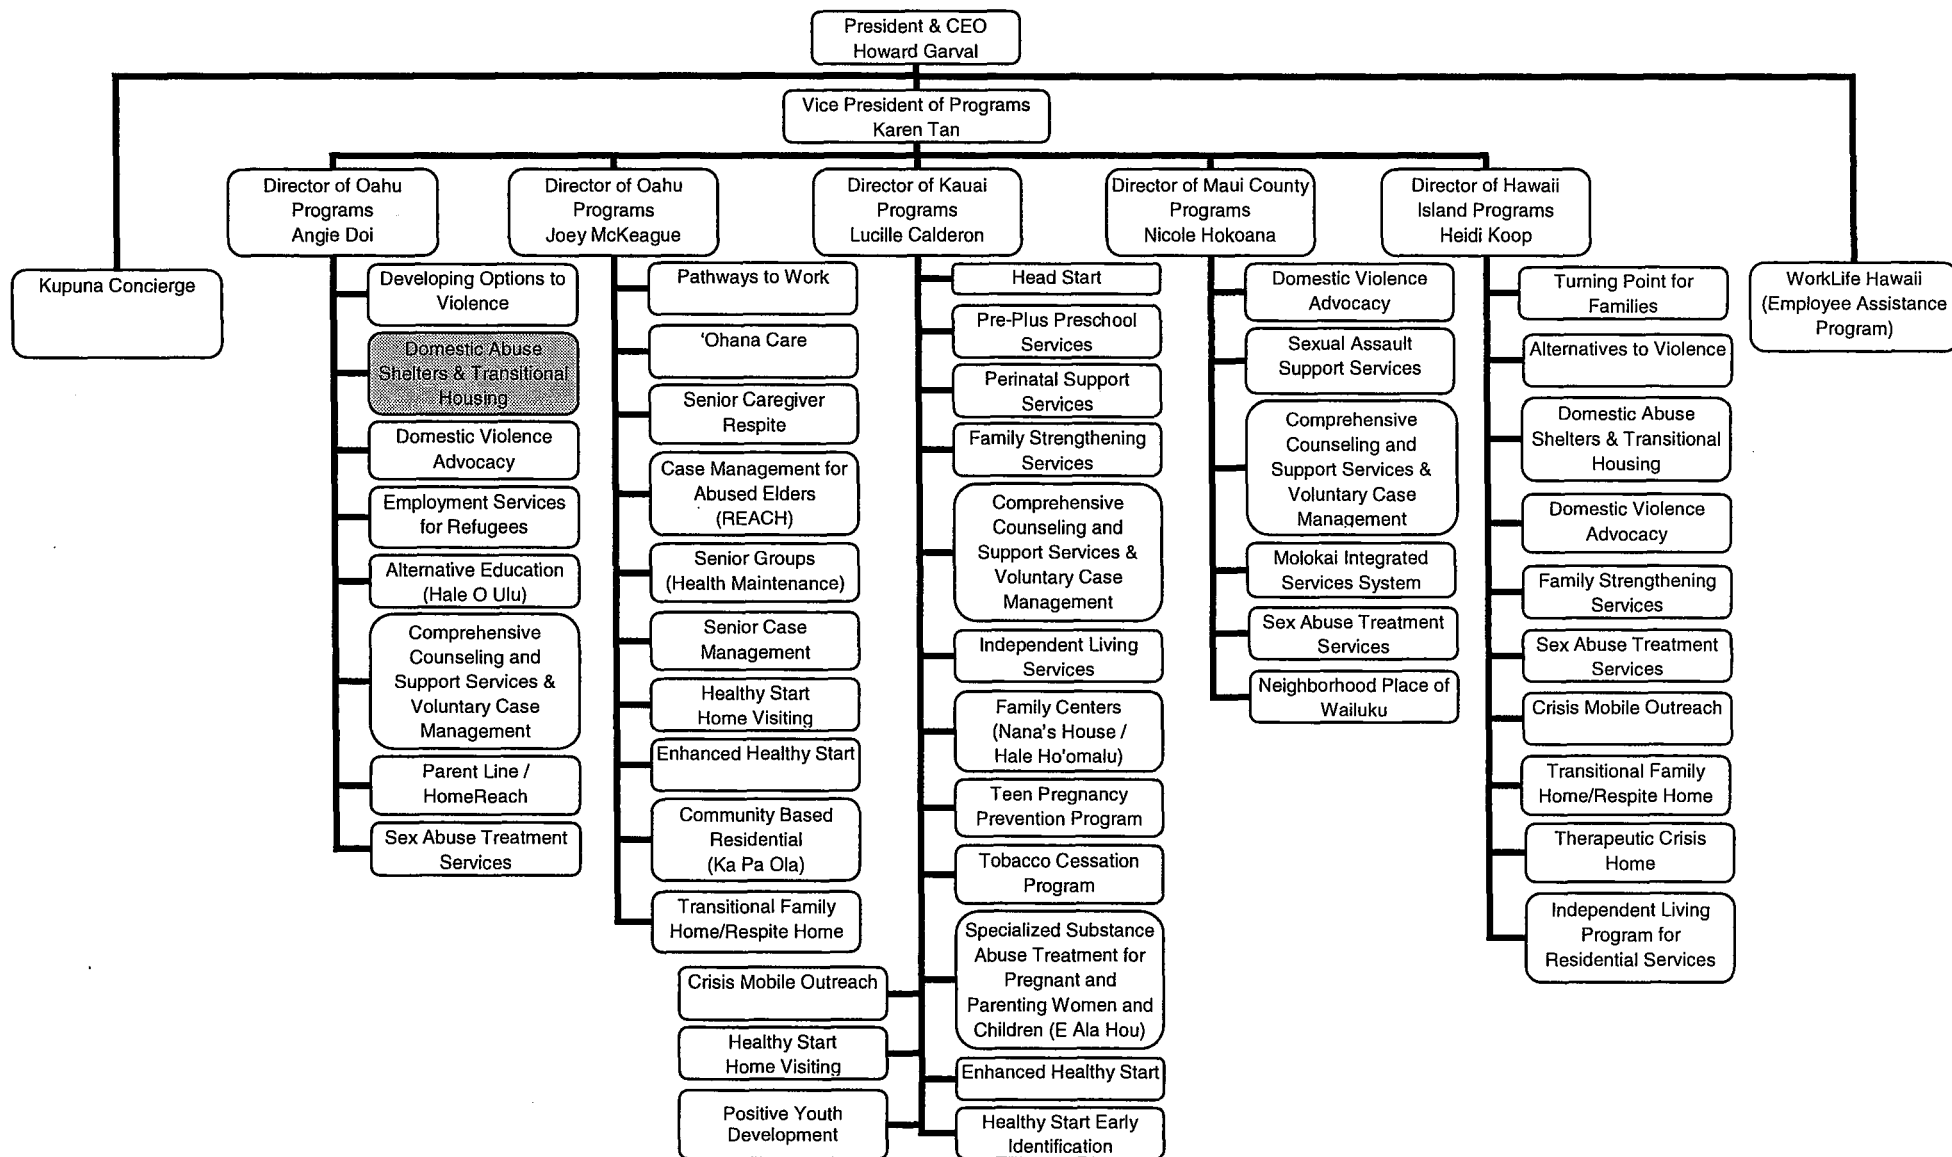 President & CEO
Howard Garval
Vice President of Programs
Karen Tan
Director of Oahu
Programs
Angie Doi
Director of Oahu
Programs
Joey McKeague
Director of Kauai
Programs
Lucille Calderon
Director of Maui County
Programs
Nicole Hokoana
Director of Hawaii
Island Programs
Heidi Koop
Kupuna Concierge
WorkLife Hawaii
(Employee Assistance
Program)
Developing Options to
Violence
Domestic Abuse
Shelters & Transitional
Housing
Domestic Violence
Advocacy
Employment Services
for Refugees
Alternative Education
(Hale O Ulu)
Comprehensive
Counseling and
Support Services &
Voluntary Case
Management
Parent Line /
HomeReach
Sex Abuse Treatment
Services
Pathways to Work
'Ohana Care
Senior Caregiver
Respite
Case Management for
Abused Elders
(REACH)
Senior Groups
(Health Maintenance)
Senior Case
Management
Healthy Start
Home Visiting
Enhanced Healthy Start
Community Based
Residential
(Ka Pa Ola)
Transitional Family
Home/Respite Home
Head Start
Pre-Plus Preschool
Services
Perinatal Support
Services
Family Strengthening
Services
Comprehensive
Counseling and
Support Services &
Voluntary Case
Management
Independent Living
Services
Family Centers
(Nana's House /
Hale Ho'omalu)
Teen Pregnancy
Prevention Program
Tobacco Cessation
Program
Specialized Substance
Abuse Treatment for
Pregnant and
Parenting Women and
Children (E Ala Hou)
Enhanced Healthy Start
Healthy Start Early
Identification
Crisis Mobile Outreach
Healthy Start
Home Visiting
Positive Youth
Development
Domestic Violence
Advocacy
Sexual Assault
Support Services
Comprehensive
Counseling and
Support Services &
Voluntary Case
Management
Molokai Integrated
Services System
Sex Abuse Treatment
Services
Neighborhood Place of
Wailuku
Turning Point for
Families
Alternatives to Violence
Domestic Abuse
Shelters & Transitional
Housing
Domestic Violence
Advocacy
Family Strengthening
Services
Sex Abuse Treatment
Services
Crisis Mobile Outreach
Transitional Family
Home/Respite Home
Therapeutic Crisis
Home
Independent Living
Program for
Residential Services